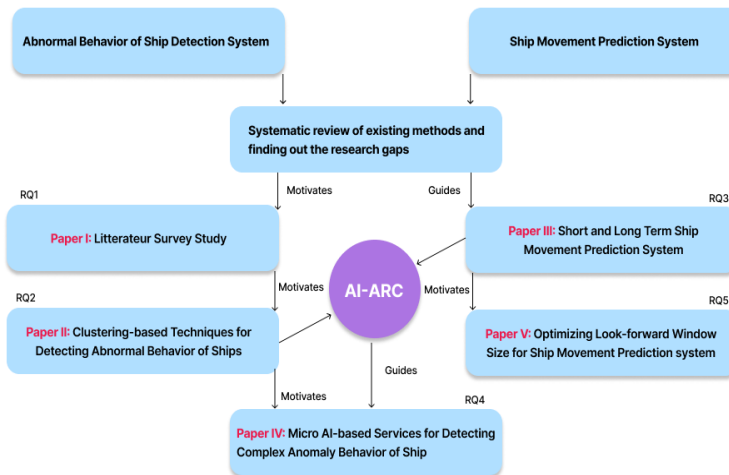 Abnormal Behavior of Ship Detection System
Ship Movement Prediction System
Systematic review of existing methods and
finding out the research gaps
Motivates
Guides
RQ1
Paper I: Litterateur Survey Study
RQ3
Paper III: Short and Long Term Ship
Movement Prediction System
AI-ARC
Motivates
Motivates
RQ2
Paper II: Clustering-based Techniques for
Detecting Abnormal Behavior of Ships
RQ5
Paper V: Optimizing Look-forward Window
Size for Ship Movement Prediction system
Motivates
Guides
RQ4
Paper IV: Micro AI-based Services for Detecting
Complex Anomaly Behavior of Ship